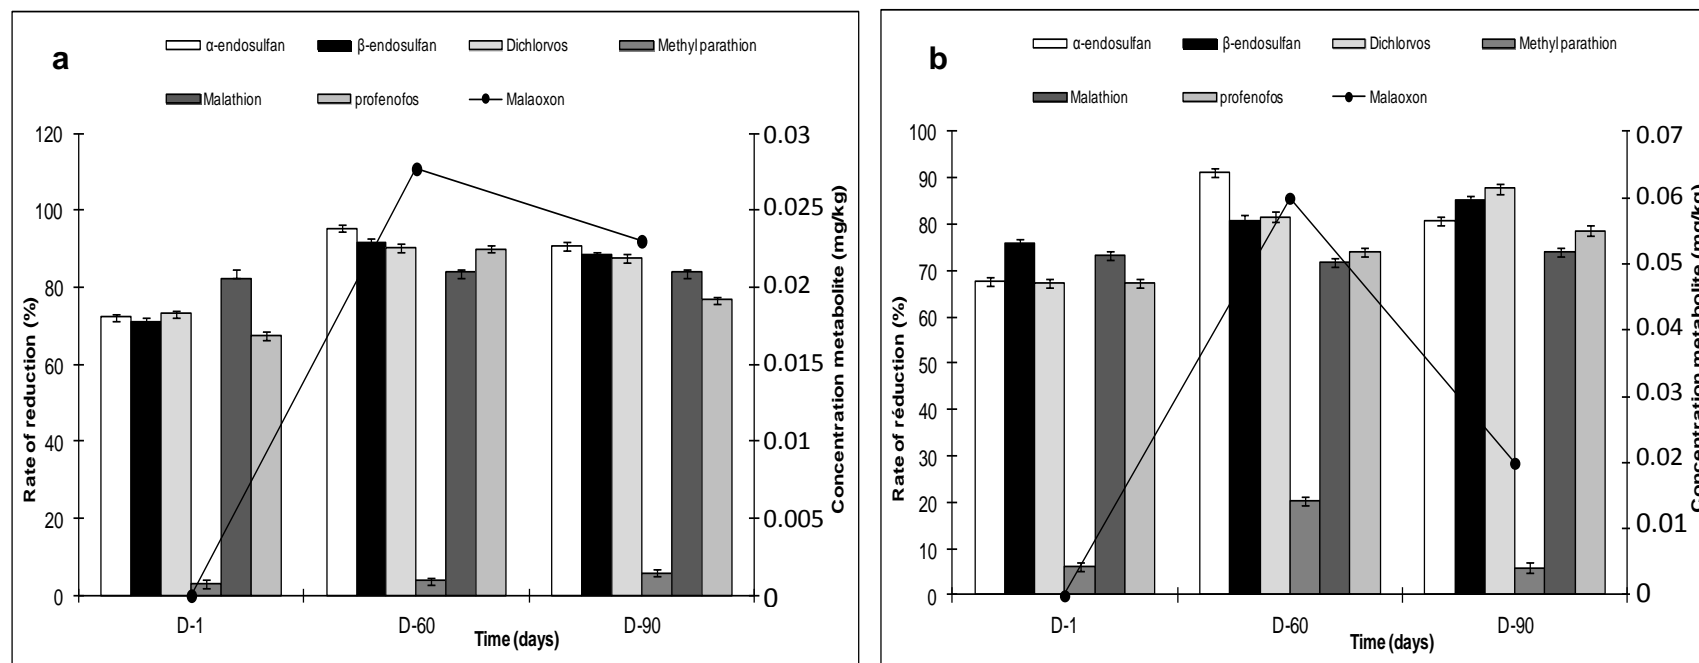 a
α-endosulfan β-endosulfan Dichlorvos Methyl parathion
Malathion profenofos Malaoxon
Rate of reduction (%)
120
100
80
60
40
20
0
0.03
0.025
0.02
0.015
0.01
0.005
0
Concentration metabolite (mg/kg)
D-1 D-60 D-90
Time (days)
b
α-endosulfan β-endosulfan Dichlorvos Methyl parathion
Malathion profenofos Malaoxon
Rate of réduction (%)
100
90
80
70
60
50
40
30
20
10
0
0.07
0.06
0.05
0.04
0.03
0.02
0.01
0
Concentration metabolite (mg/kg)
D-1 D-60 D-90
Time (days)